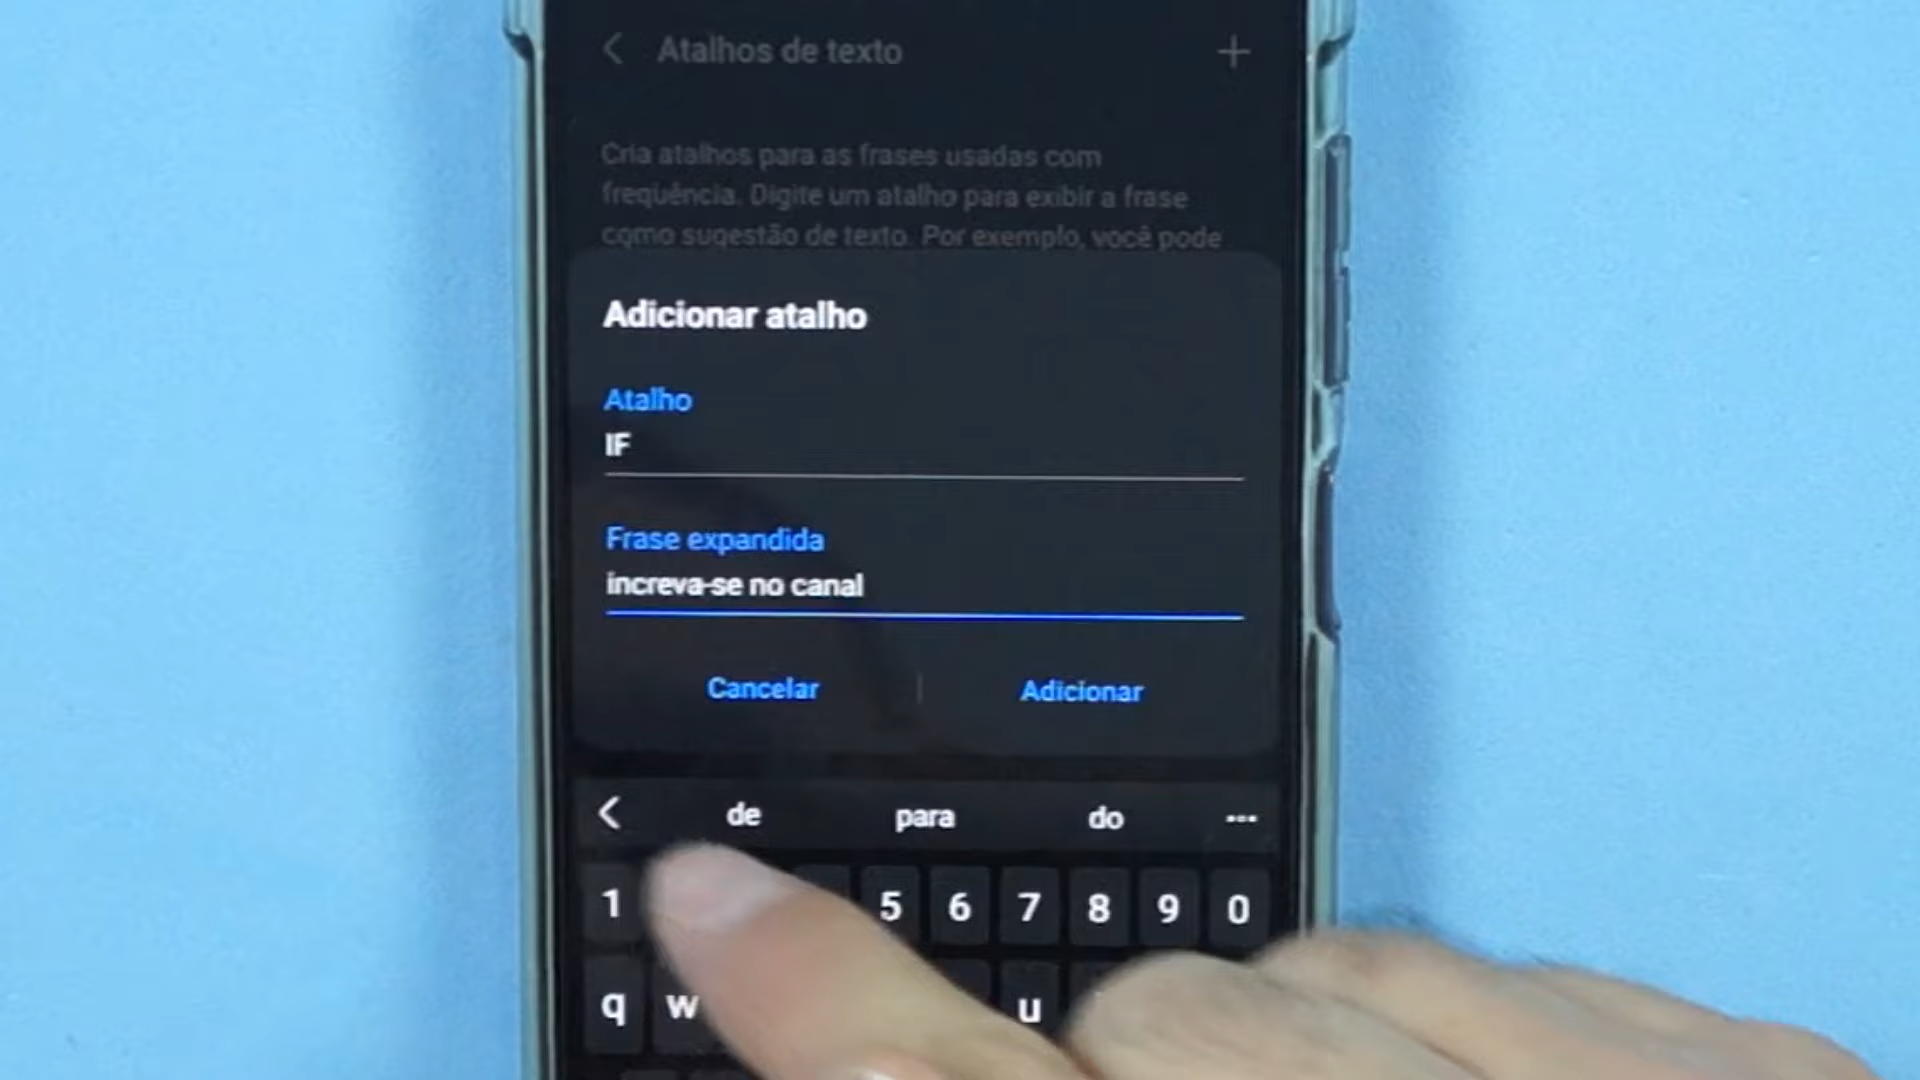 Atalhos de texto +
Cria atalhos para as frases usadas com
frequência. Digite um atalho para exibir a frase
como sugestão de texto. Por exemplo, você pode
Adicionar atalho
Atalho
IF
Frase expandida
increva-se no canal
Cancelar | Adicionar
de para do ...
1 5 6 7 8 9 0
q w u